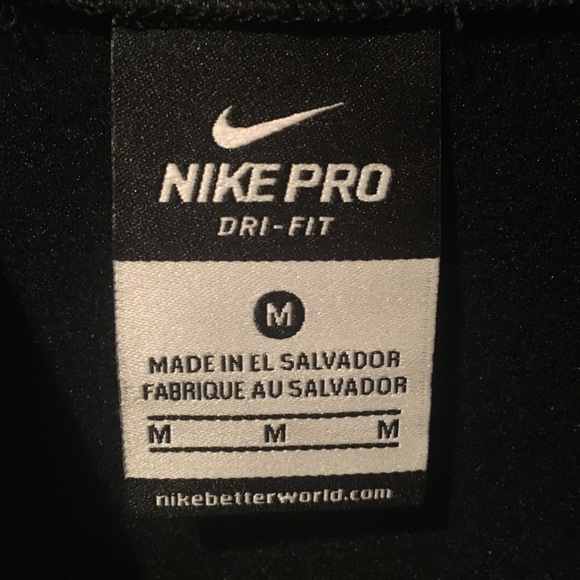 NIKE PRO
DRI-FIT
M
MADE IN EL SALVADOR
FABRIQUE AU SALVADOR
M M M
nikebetterworld.com